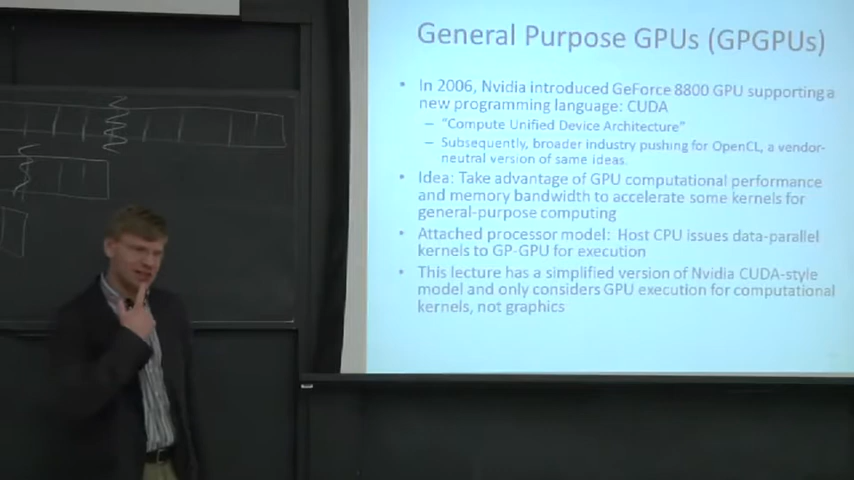 General Purpose GPUs (GPGPUs)
• In 2006, Nvidia introduced GeForce 8800 GPU supporting a
new programming language: CUDA
– "Compute Unified Device Architecture"
– Subsequently, broader industry pushing for OpenCL, a vendor-
neutral version of same ideas.
• Idea: Take advantage of GPU computational performance
and memory bandwidth to accelerate some kernels for
general-purpose computing
• Attached processor model: Host CPU issues data-parallel
kernels to GP-GPU for execution
• This lecture has a simplified version of Nvidia CUDA-style
model and only considers GPU execution for computational
kernels, not graphics